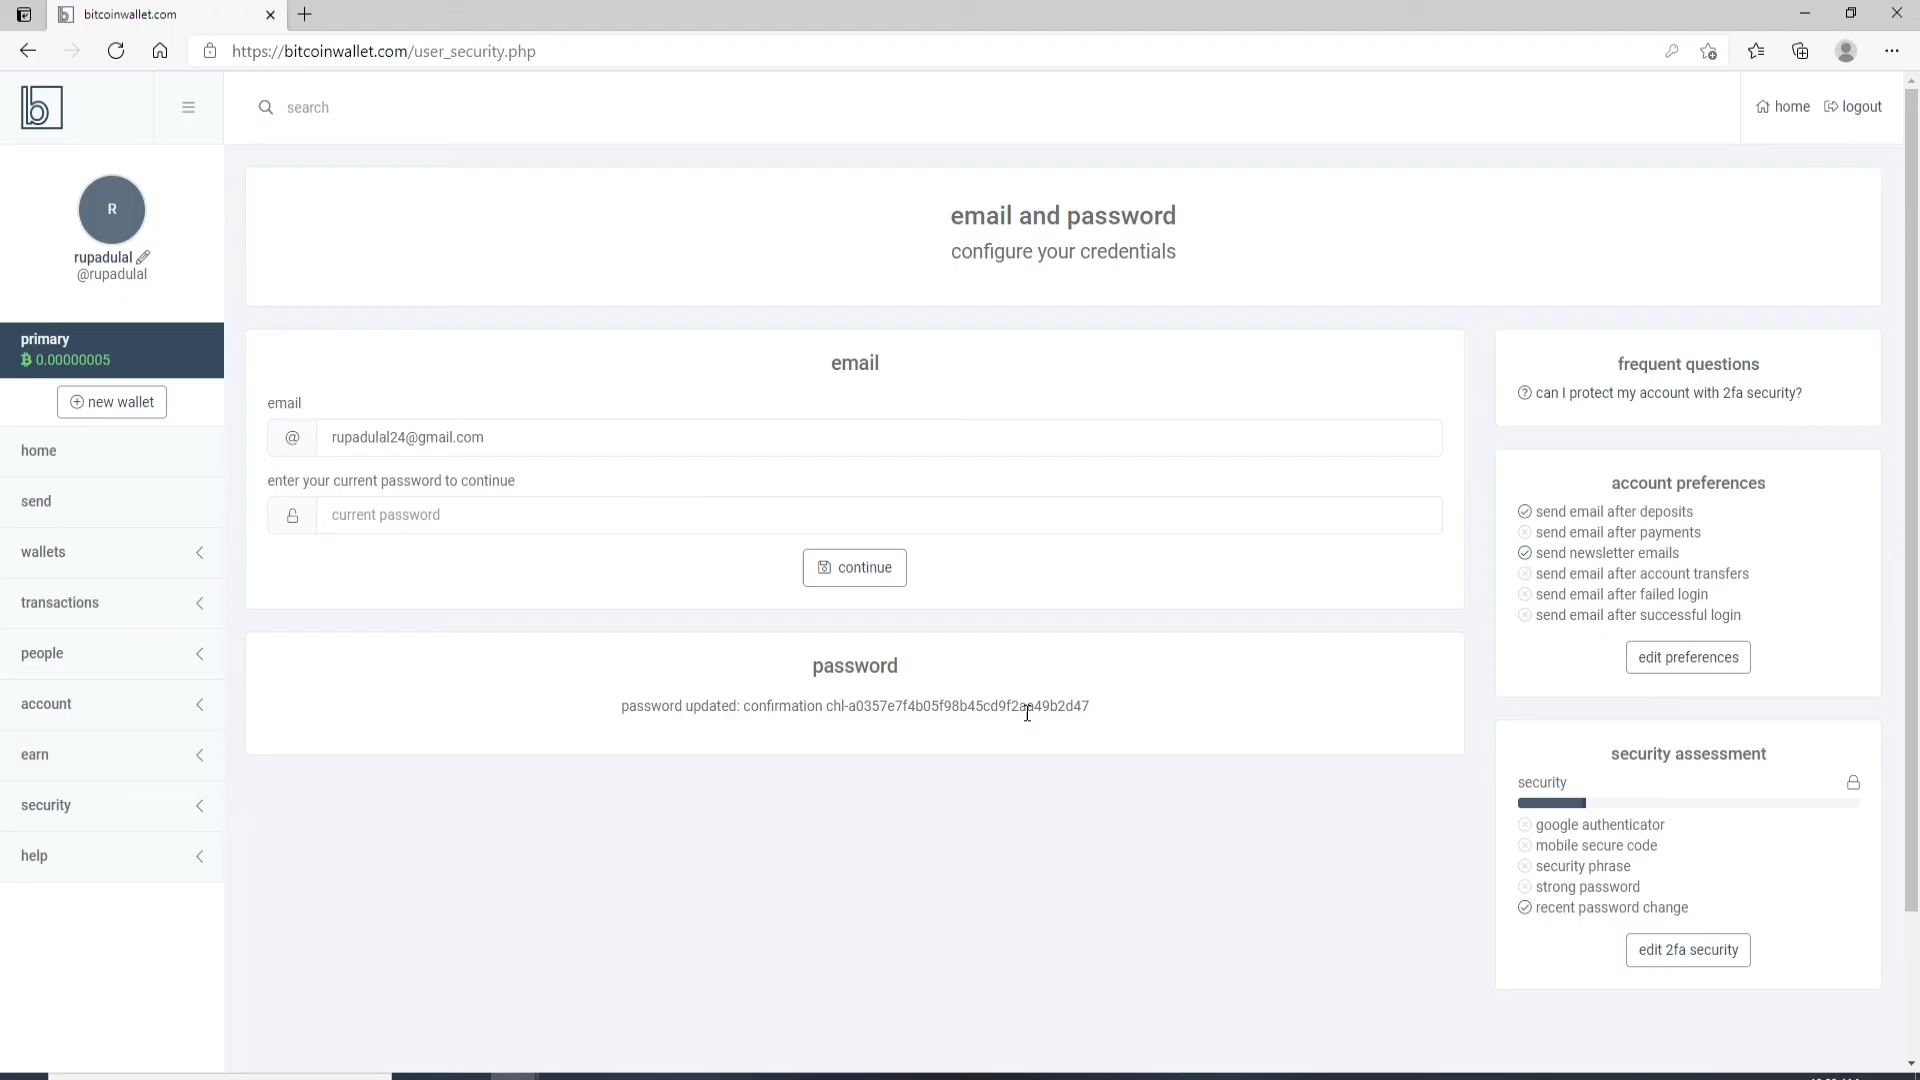 bitcoinwallet.com
https://bitcoinwallet.com/user_security.php
b
search
home
logout
R
rupadulal
@rupadulal
primary
0.00000005
new wallet
home
send
wallets
transactions
people
account
earn
security
help
email and password
configure your credentials
email
email
@
rupadulal24@gmail.com
enter your current password to continue
current password
continue
password
password updated: confirmation chl-a0357e7f4b05f98b45cd9f2aa49b2d47
frequent questions
can I protect my account with 2fa security?
account preferences
send email after deposits
send email after payments
send newsletter emails
send email after account transfers
send email after failed login
send email after successful login
edit preferences
security assessment
security
google authenticator
mobile secure code
security phrase
strong password
recent password change
edit 2fa security